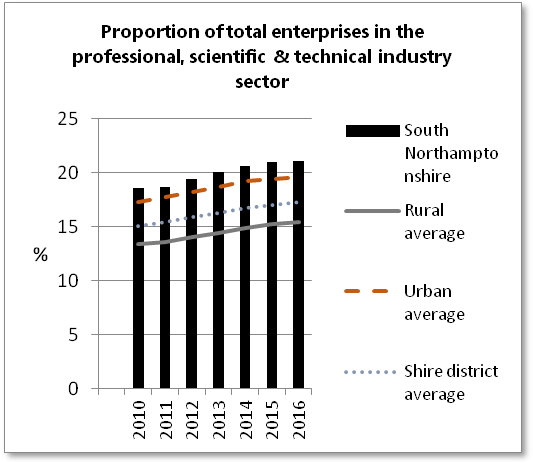 Proportion of total enterprises in the
professional, scientific & technical industry
sector
25
20
15
10
5
0
%
2010
2011
2012
2013
2014
2015
2016
South
Northampto
nshire
Rural
average
Urban
average
Shire district
average